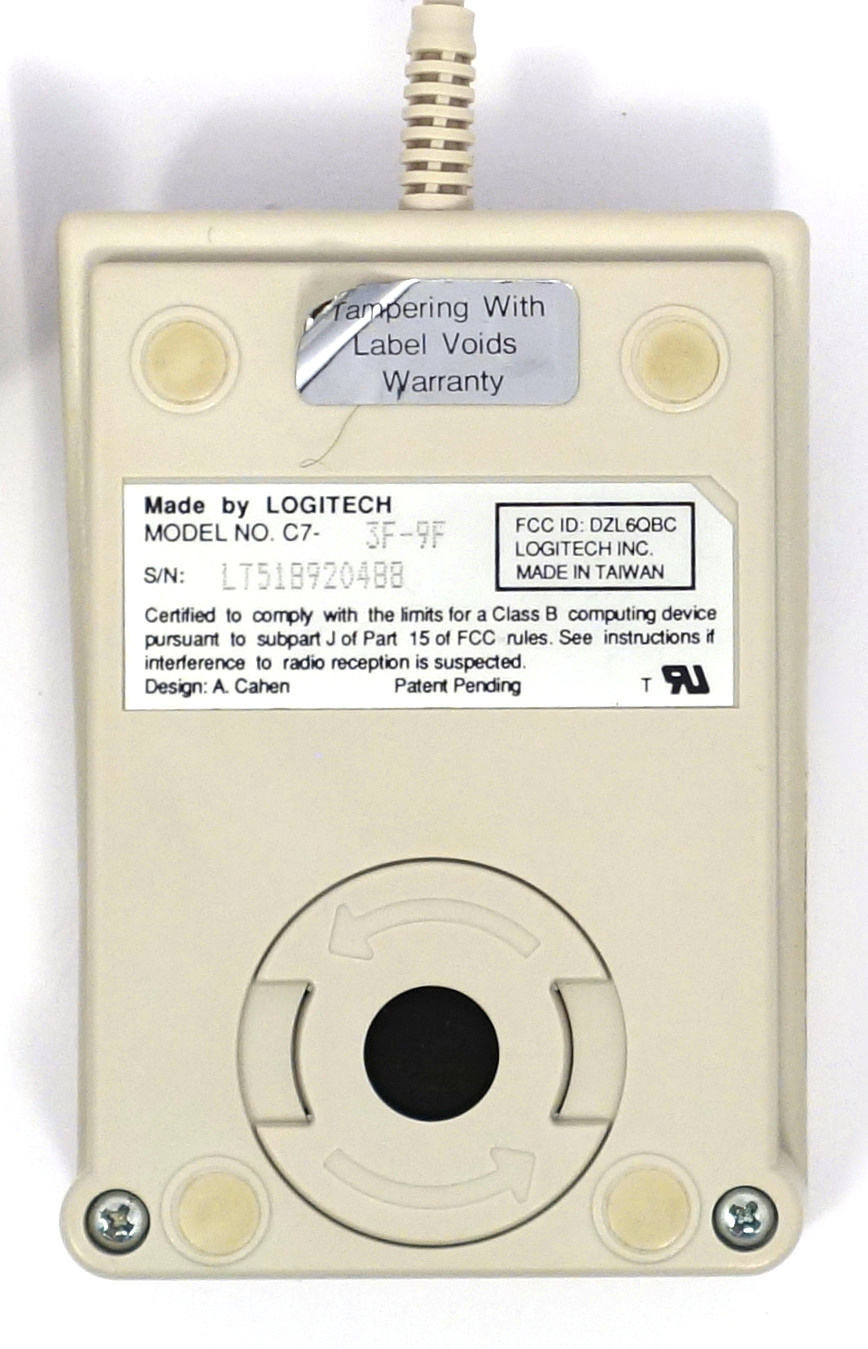 Tampering With
Label Voids
Warranty
Made by LOGITECH
MODEL NO. C7- 3F-9F
S/N: LT518920488
FCC ID: DZL6QBC
LOGITECH INC.
MADE IN TAIWAN
Certified to comply with the limits for a Class B computing device
pursuant to subpart J of Part 15 of FCC rules. See instructions if
interference to radio reception is suspected.
Design: A. Cahen Patent Pending T